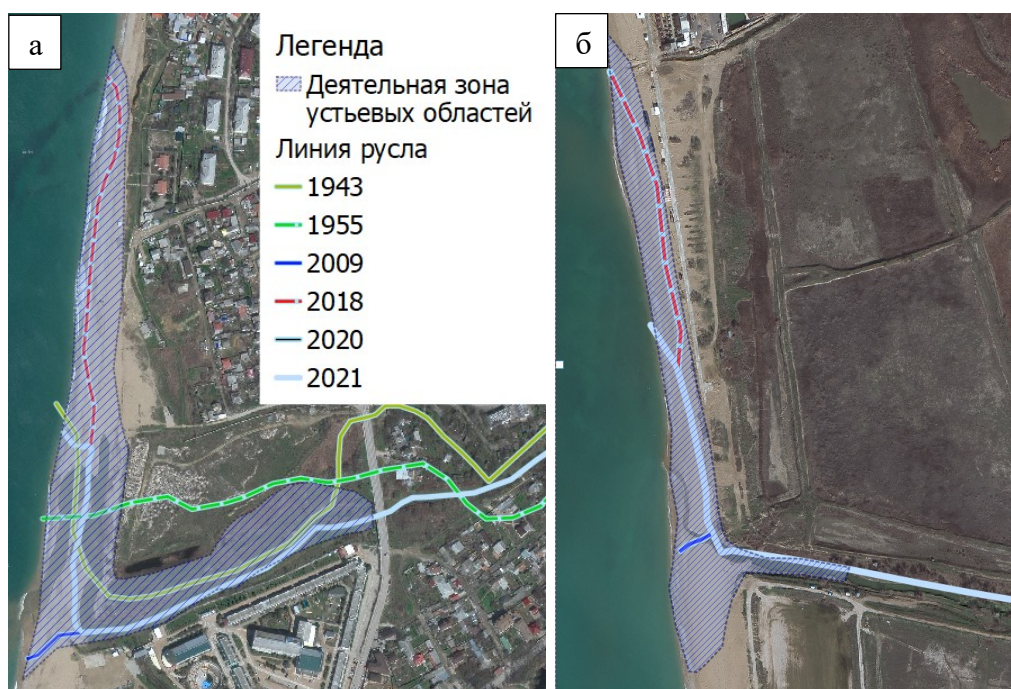 а
Легенда
Деятельная зона
устьевых областей
Линия русла
1943
1955
2009
2018
2020
2021
б